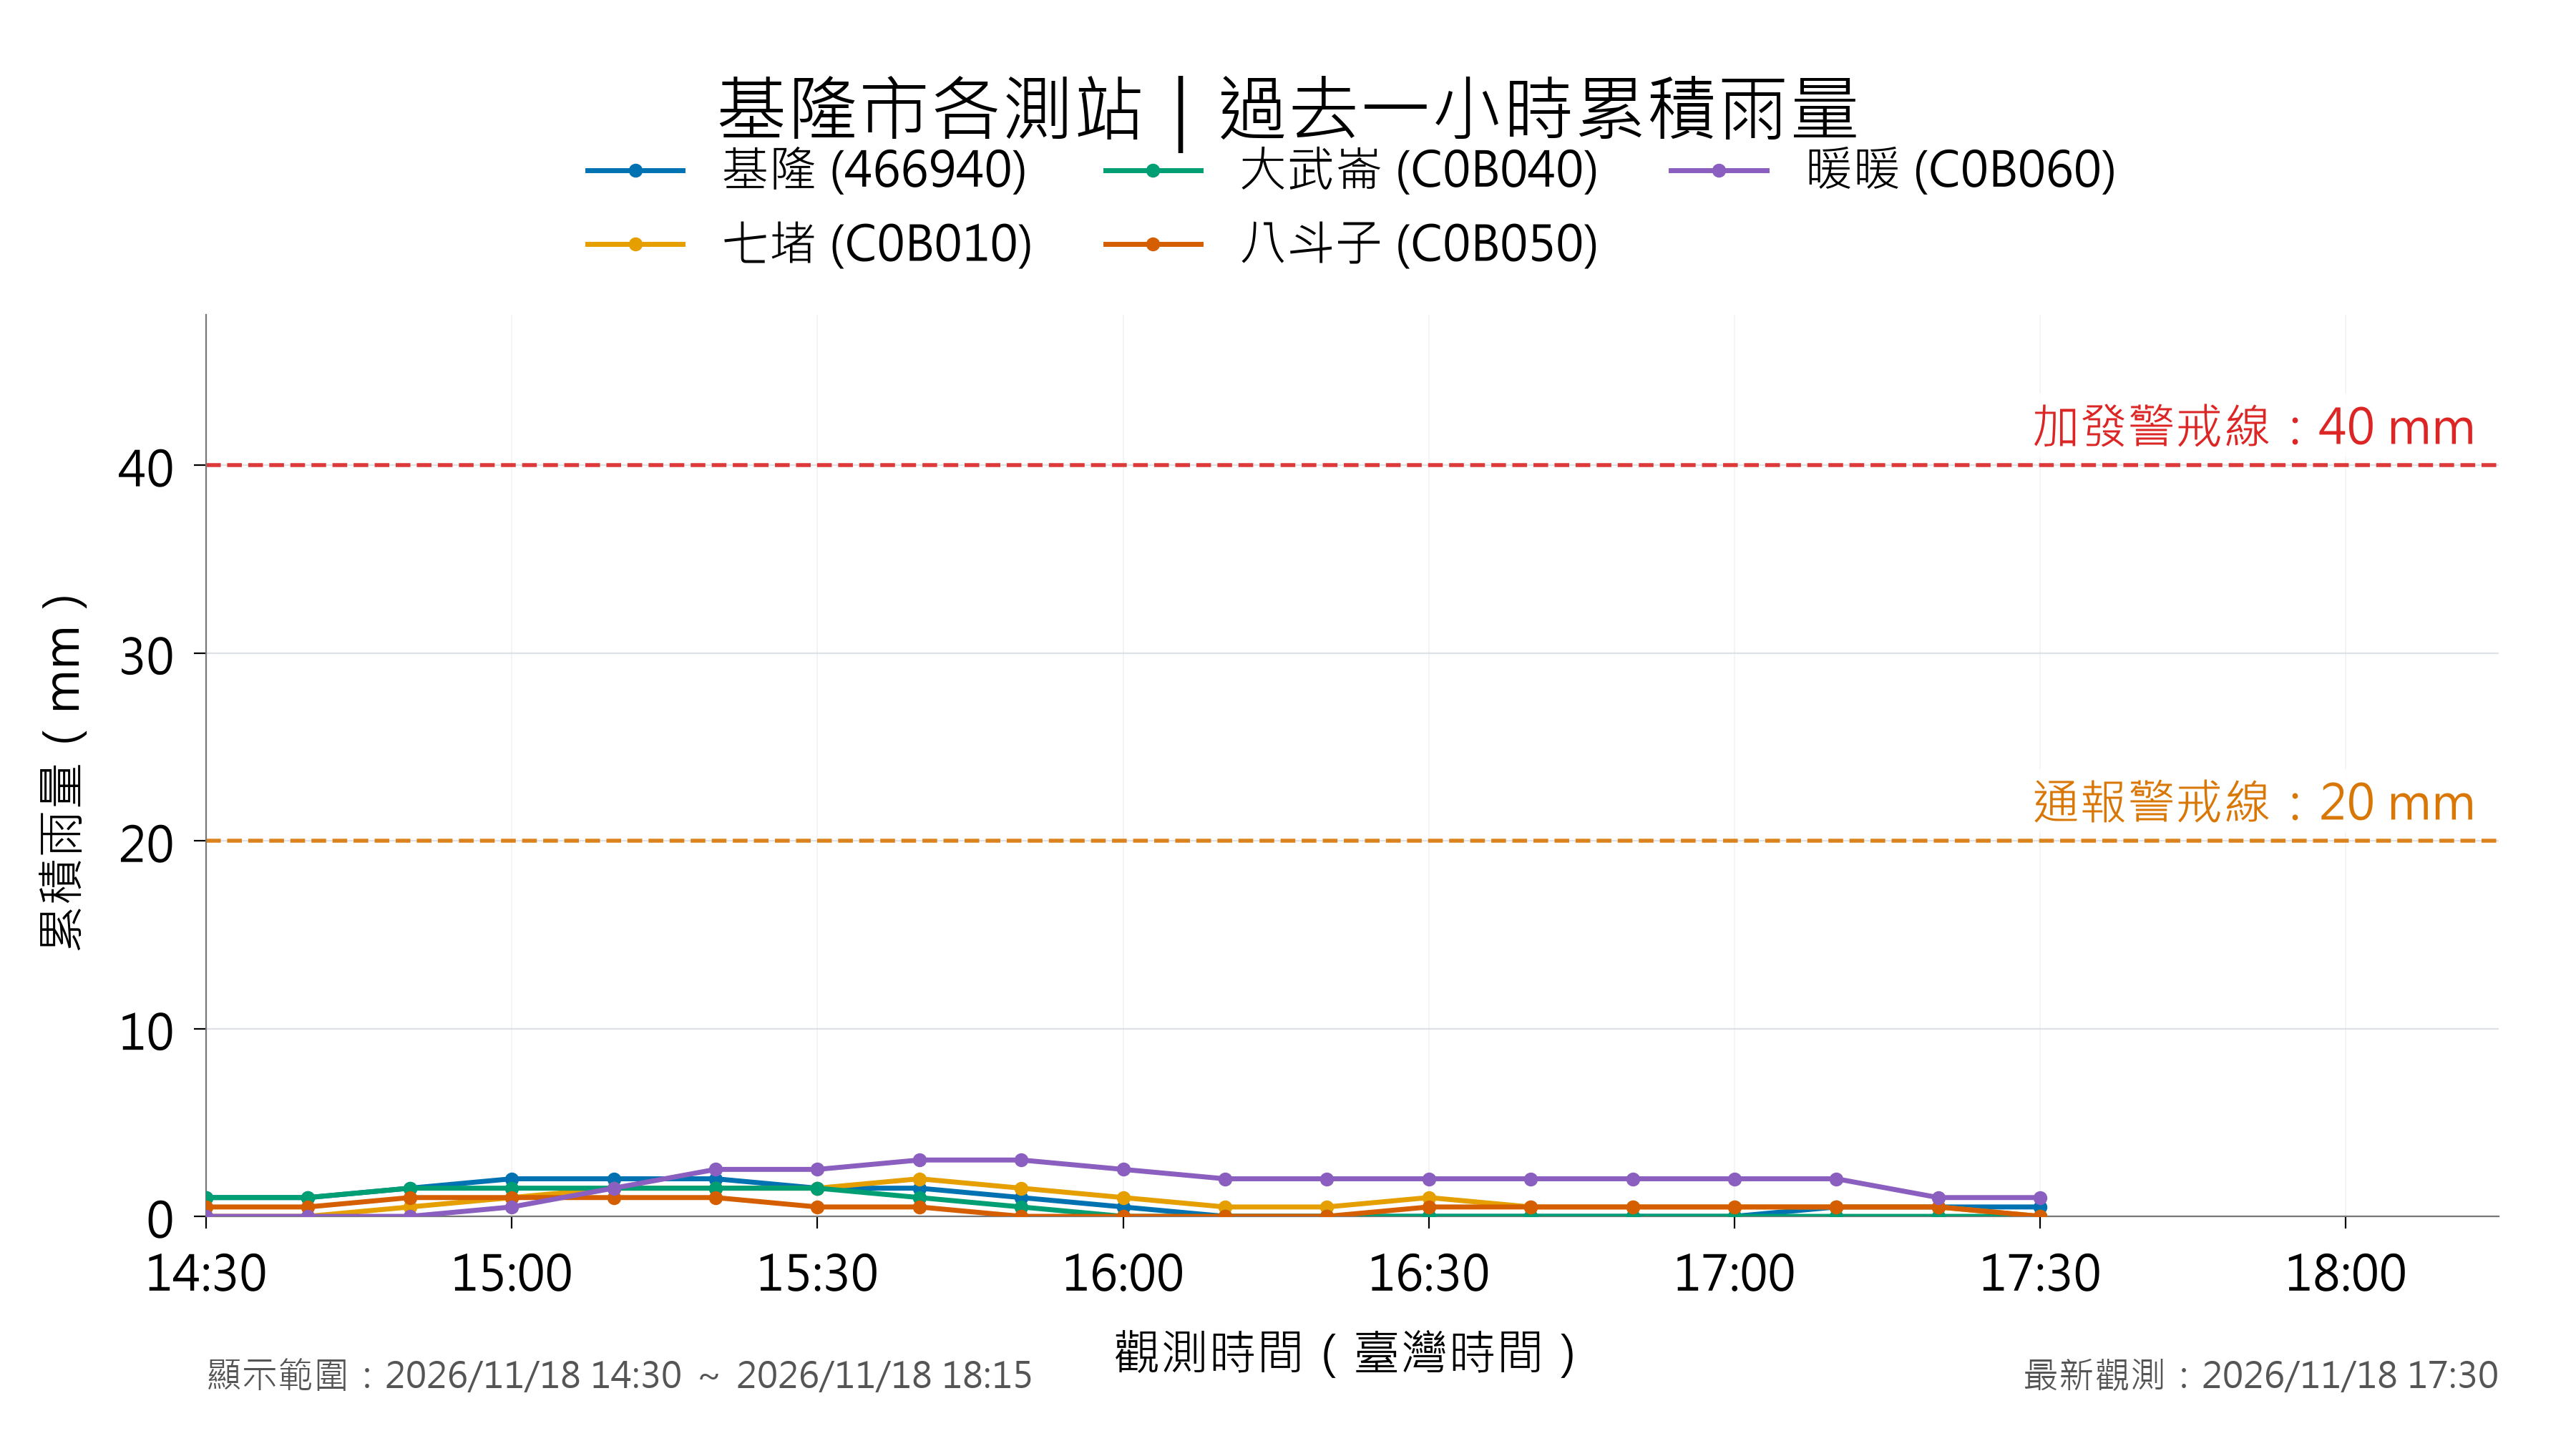 基隆市各測站｜過去一小時累積雨量
基隆 (466940)
大武崙 (C0B040)
暖暖 (C0B060)
七堵 (C0B010)
八斗子 (C0B050)
累積雨量（mm）
加發警戒線：40 mm
通報警戒線：20 mm
40
30
20
10
0
14:30
15:00
15:30
16:00
16:30
17:00
17:30
18:00
觀測時間（臺灣時間）
顯示範圍：2026/11/18 14:30 ~ 2026/11/18 18:15
最新觀測：2026/11/18 17:30